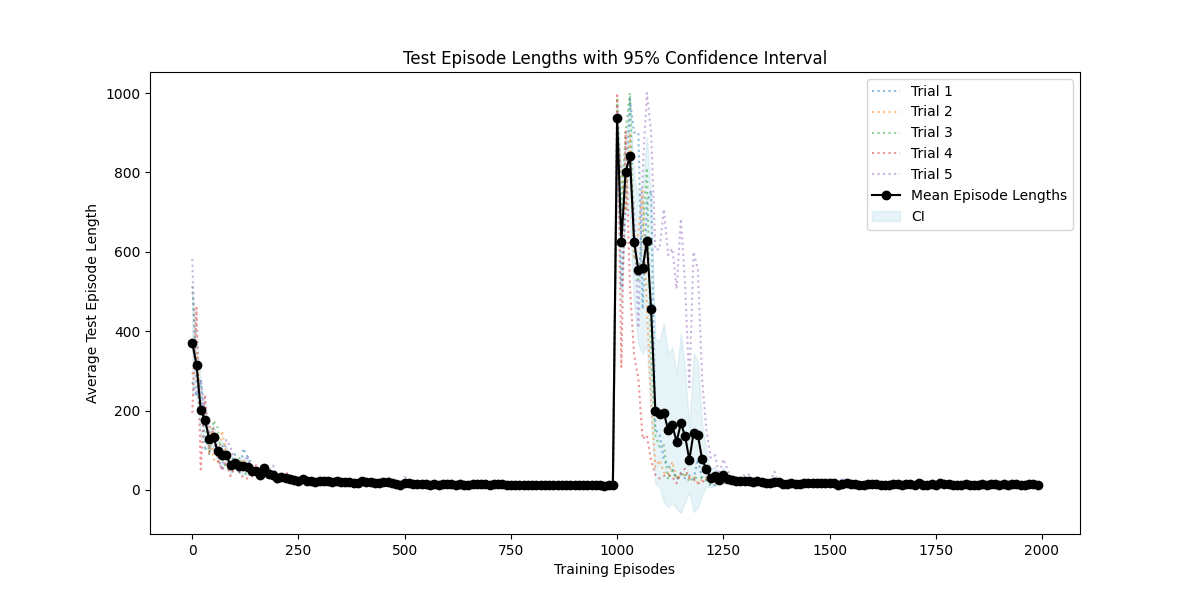 Test Episode Lengths with 95% Confidence Interval
1000
800
600
400
200
0
Average Test Episode Length
Trial 1
Trial 2
Trial 3
Trial 4
Trial 5
Mean Episode Lengths
CI
0 250 500 750 1000 1250 1500 1750 2000
Training Episodes